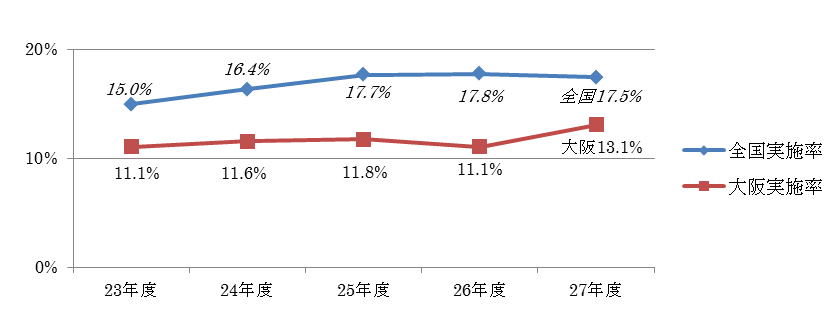 20%
15.0%
16.4%
17.7%
17.8%
全国17.5%
10%
11.1%
11.6%
11.8%
11.1%
大阪13.1%
全国実施率
大阪実施率
0%
23年度
24年度
25年度
26年度
27年度